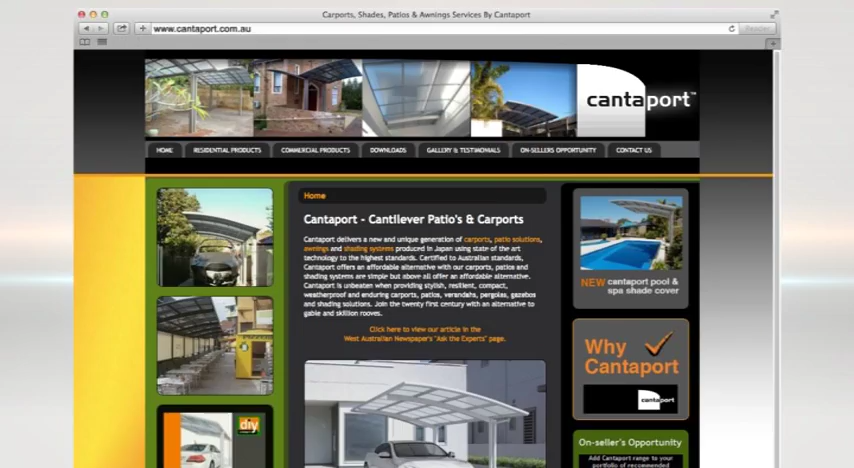 Carports, Shades, Patios & Awnings Services By Cantaport
www.cantaport.com.au
Reader
cantaport™
HOME
RESIDENTIAL PRODUCTS
COMMERCIAL PRODUCTS
DOWNLOADS
GALLERY & TESTIMONIALS
ON-SELLERS OPPORTUNITY
CONTACT US
Home
Cantaport - Cantilever Patio's & Carports
Cantaport delivers a new and unique generation of carports, patio solutions,
awnings and shading systems produced in Japan using state of the art
technology to the highest standards. Certified to Australian standards,
Cantaport offers an affordable alternative with our carports, patios and
shading systems are simple but above all offer an affordable alternative.
Cantaport is unbeaten when providing stylish, resilient, compact,
weatherproof and enduring carports, patios, verandahs, pergolas, gazebos
and shading solutions. Join the twenty first century with an alternative to
gable and skillion rooves.
Click here to view our article in the
West Australian Newspaper's "Ask the Experts" page.
diy
NEW cantaport pool &
spa shade cover
Why
Cantaport
cantaport
On-seller's Opportunity
Add Cantaport range to your
portfolio of recommended